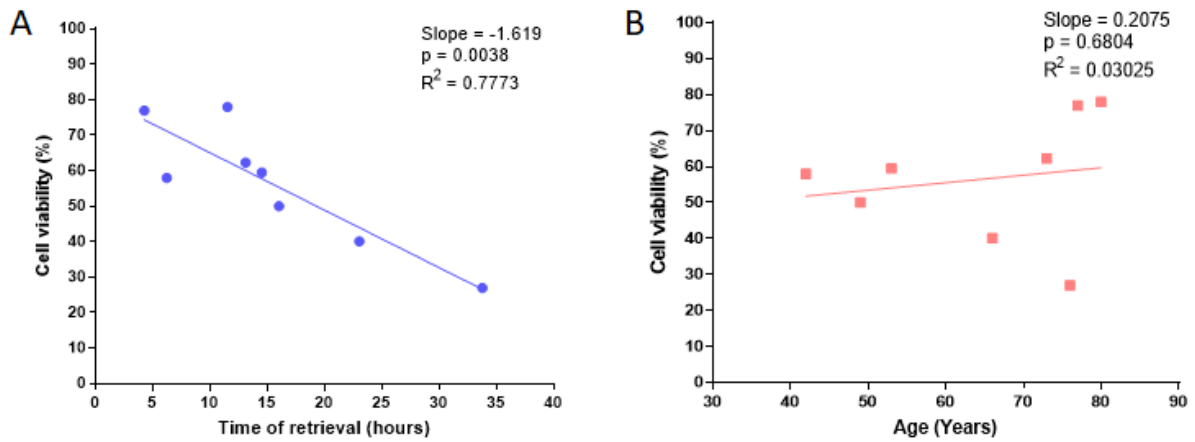 A
Slope = -1.619
p = 0.0038
R² = 0.7773
100
90
80
70
60
50
40
30
20
10
0
Cell viability (%)
0 5 10 15 20 25 30 35 40
Time of retrieval (hours)
B
Slope = 0.2075
p = 0.6804
R² = 0.03025
100
90
80
70
60
50
40
30
20
10
0
Cell viability (%)
30 40 50 60 70 80 90
Age (Years)